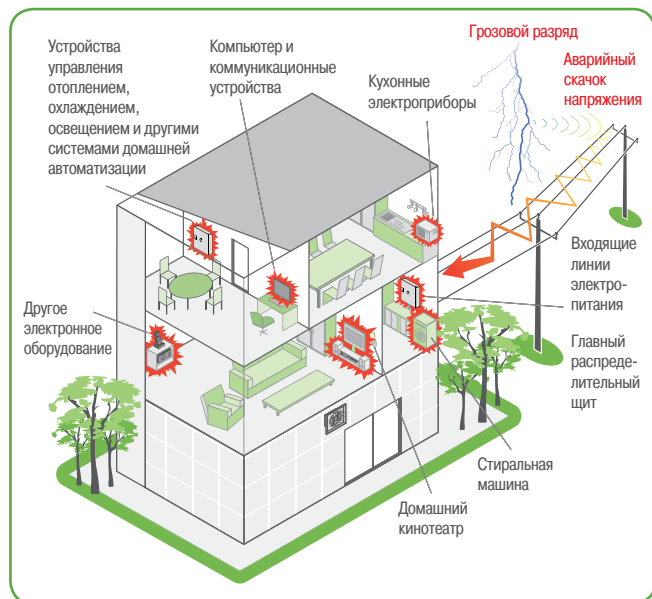 Устройства
управления
отоплением,
охлаждением,
освещением и другими
системами домашней
автоматизации
Компьютер и
коммуникационные
устройства
Кухонные
электроприборы
Грозовой разряд
Аварийный
скачок
напряжения
Входящие
линии
электро-
питания
Главный
распреде-
лительный
щит
Другое
электронное
оборудование
Стиральная
машина
Домашний
кинотеатр